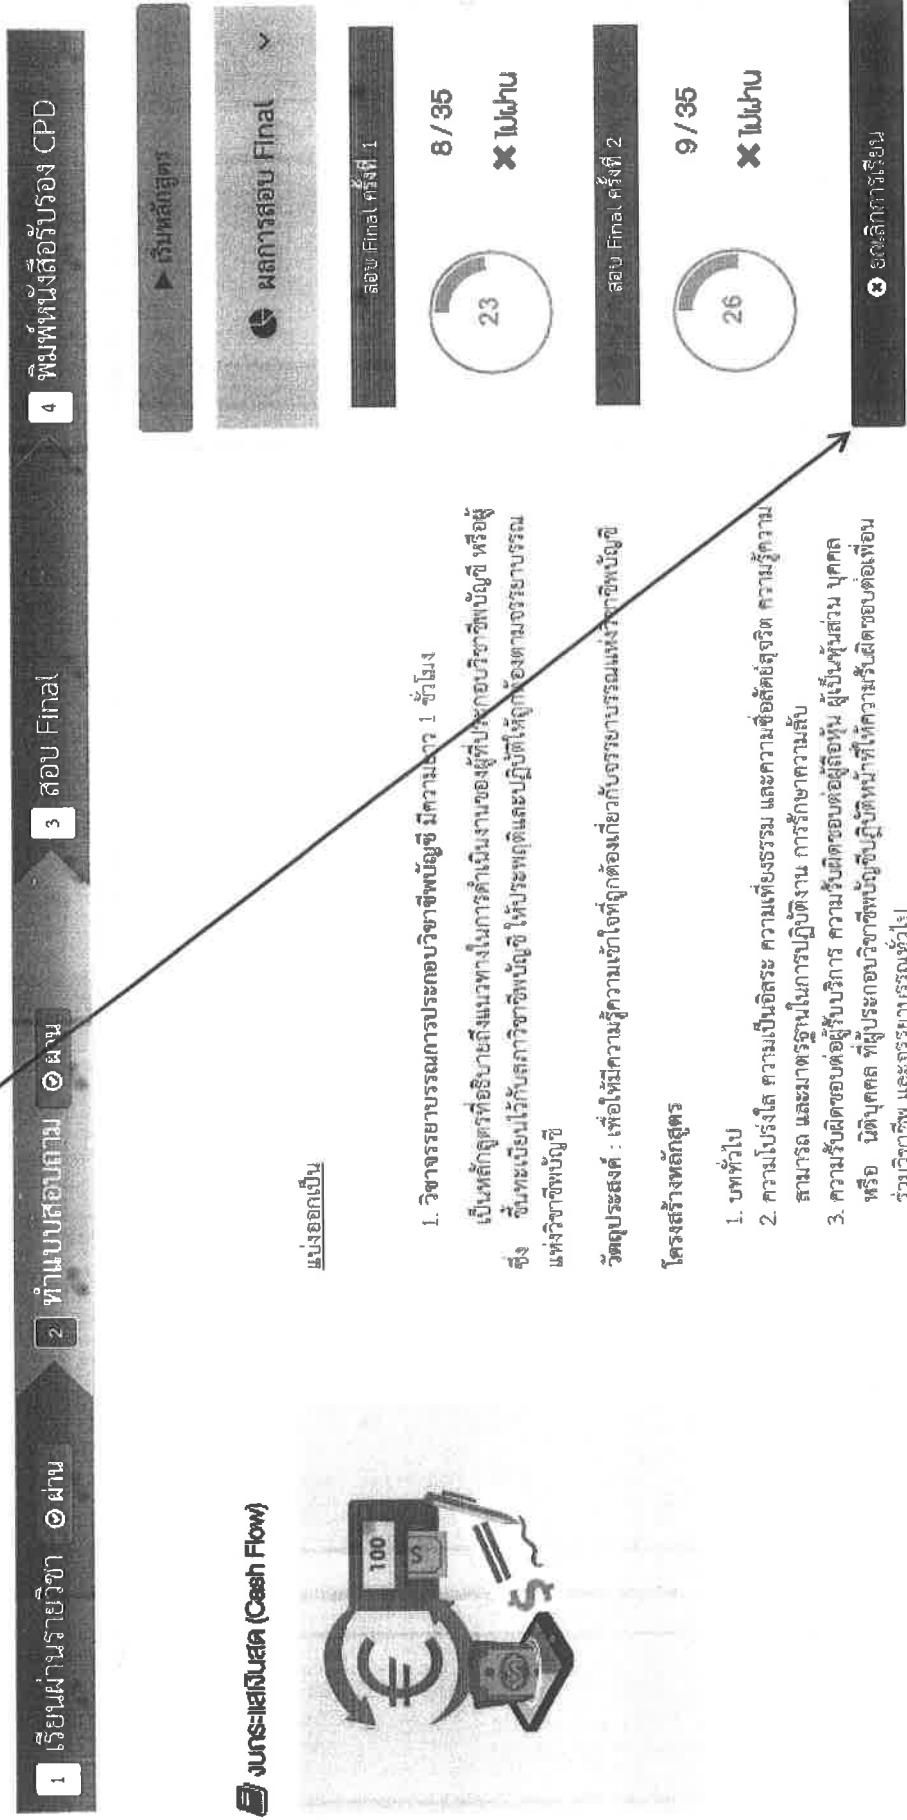 1 เรียนผ่านรายวิชา ผ่าน
2 ทำแบบสอบถาม ผ่าน
3 สอบ Final
4 พิมพ์หนังสือรับรอง CPD
งบกระแสเงินสด (Cash Flow)
100
แบ่งออกเป็น
1. วิชาจรรยาบรรณการประกอบวิชาชีพบัญชี มีความยาว 1 ชั่วโมง
เป็นหลักสูตรที่อธิบายถึงแนวทางในการดำเนินงานของผู้ที่ประกอบวิชาชีพบัญชี หรือผู้
ซึ่ง ขึ้นทะเบียนไว้กับสภาวิชาชีพบัญชี ให้ประพฤติและปฏิบัติให้ถูกต้องตามจรรยาบรรณ
แห่งวิชาชีพบัญชี
วัตถุประสงค์ : เพื่อให้มีความรู้ความเข้าใจที่ถูกต้องเกี่ยวกับจรรยาบรรณแห่งวิชาชีพบัญชี
โครงสร้างหลักสูตร
1. บททั่วไป
2. ความโปร่งใส ความเป็นอิสระ ความเที่ยงธรรม และความซื่อสัตย์สุจริต ความรู้ความ
สามารถ และมาตรฐานในการปฏิบัติงาน การรักษาความลับ
3. ความรับผิดชอบต่อผู้รับบริการ ความรับผิดชอบต่อผู้ถือหุ้น ผู้เป็นหุ้นส่วน บุคคล
หรือ นิติบุคคล ที่ผู้ประกอบวิชาชีพบัญชีปฏิบัติหน้าที่ให้ความรับผิดชอบต่อเพื่อน
ร่วมวิชาชีพ และจรรยาบรรณทั่วไป
เริ่มหลักสูตร
ผลการสอบ Final
สอบ Final ครั้งที่ 1
23
8/35
ไม่ผ่าน
สอบ Final ครั้งที่ 2
26
9/35
ไม่ผ่าน
ยกเลิกการเรียน